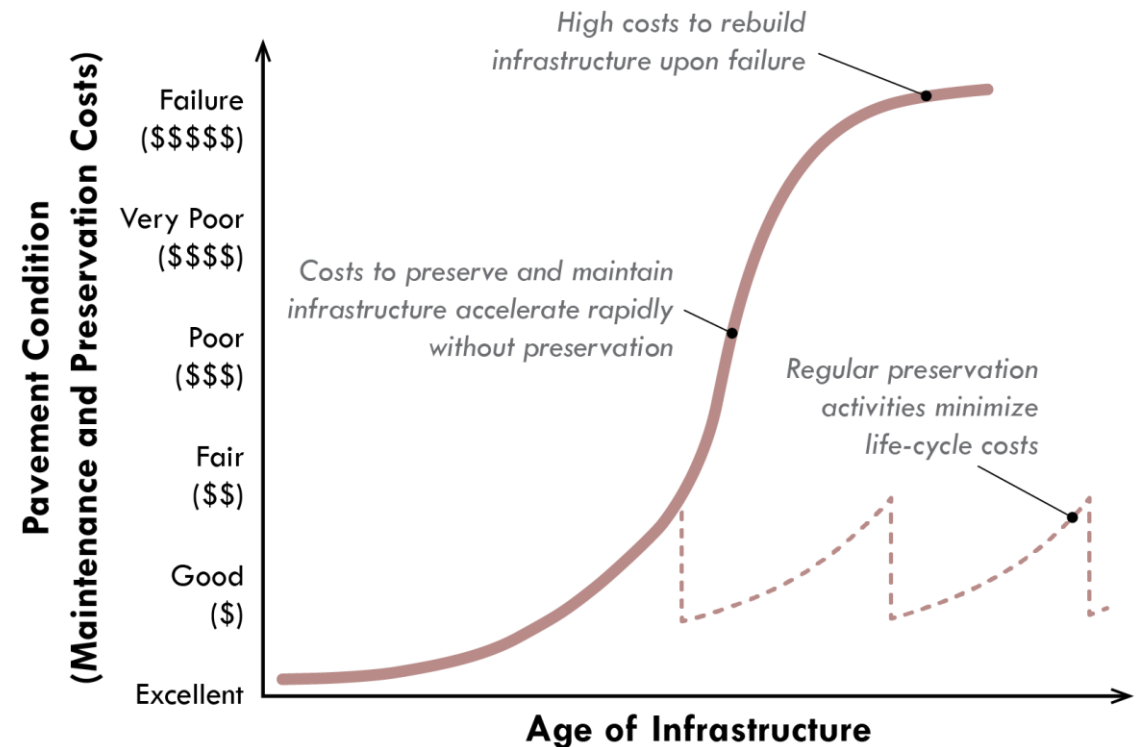 High costs to rebuild
infrastructure upon failure
Pavement Condition
(Maintenance and Preservation Costs)
Failure
($$$$$)
Very Poor
($$$$)
Poor
($$$)
Fair
($$)
Good
($)
Excellent
Costs to preserve and maintain
infrastructure accelerate rapidly
without preservation
Regular preservation
activities minimize
life-cycle costs
Age of Infrastructure